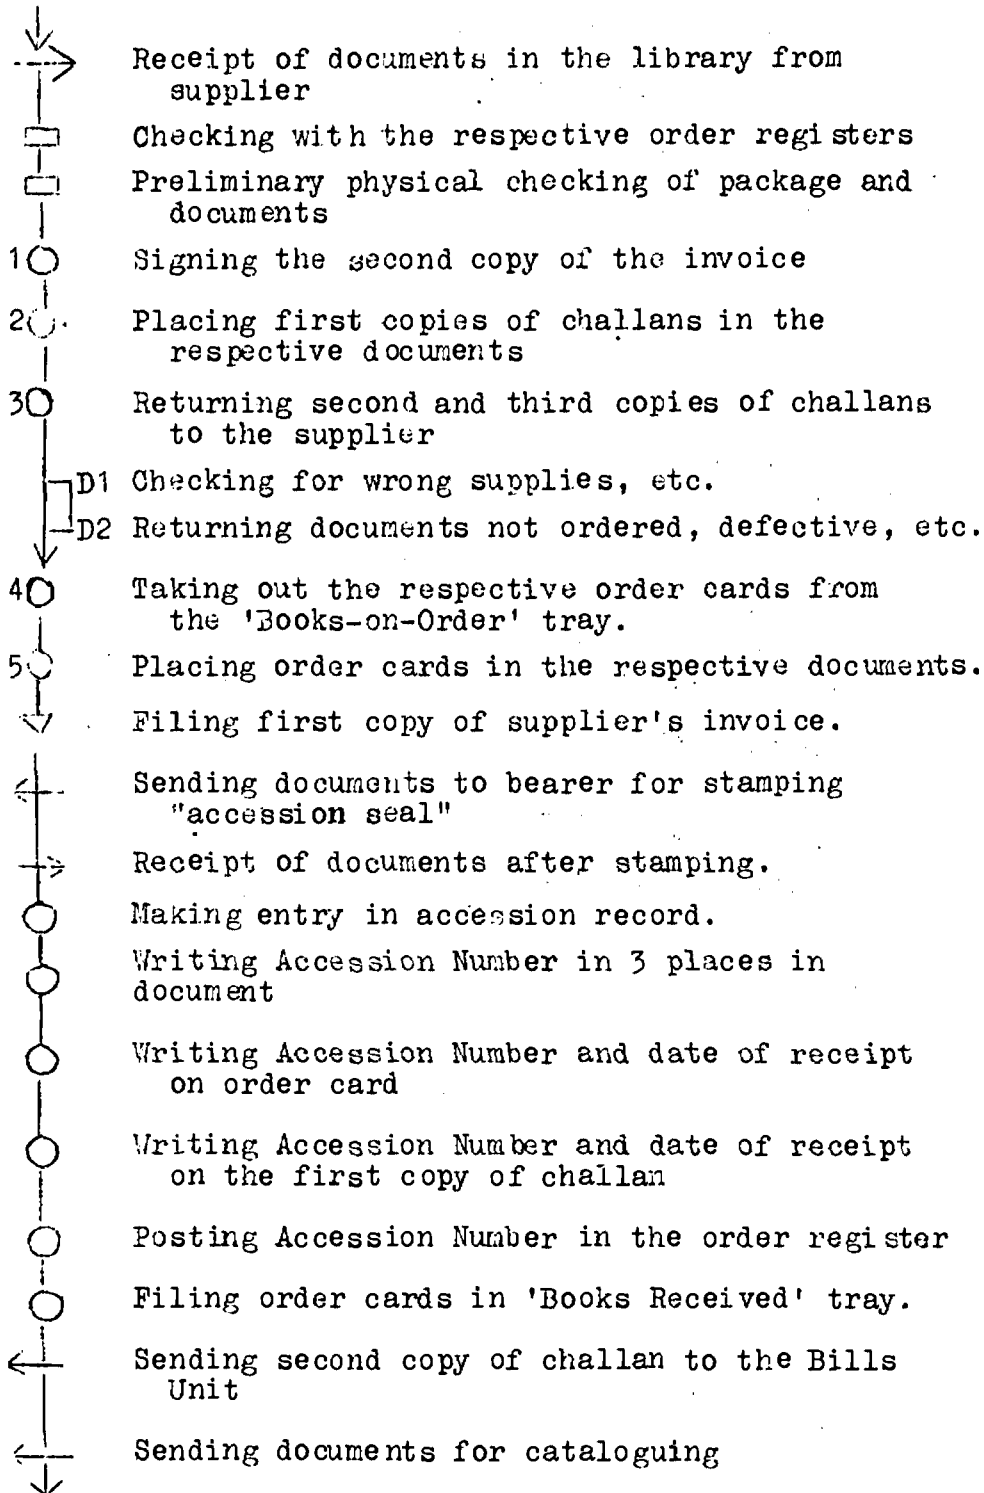 Receipt of documents in the library from
supplier
Checking with the respective order registers
Preliminary physical checking of package and
documents
1 Signing the second copy of the invoice
2 Placing first copies of challans in the
respective documents
3 Returning second and third copies of challans
to the supplier
D1 Checking for wrong supplies, etc.
D2 Returning documents not ordered, defective, etc.
4 Taking out the respective order cards from
the 'Books-on-Order' tray.
5 Placing order cards in the respective documents.
Filing first copy of supplier's invoice.
Sending documents to bearer for stamping
"accession seal"
Receipt of documents after stamping.
Making entry in accession record.
Writing Accession Number in 3 places in
document
Writing Accession Number and date of receipt
on order card
Writing Accession Number and date of receipt
on the first copy of challan
Posting Accession Number in the order register
Filing order cards in 'Books Received' tray.
Sending second copy of challan to the Bills
Unit
Sending documents for cataloguing